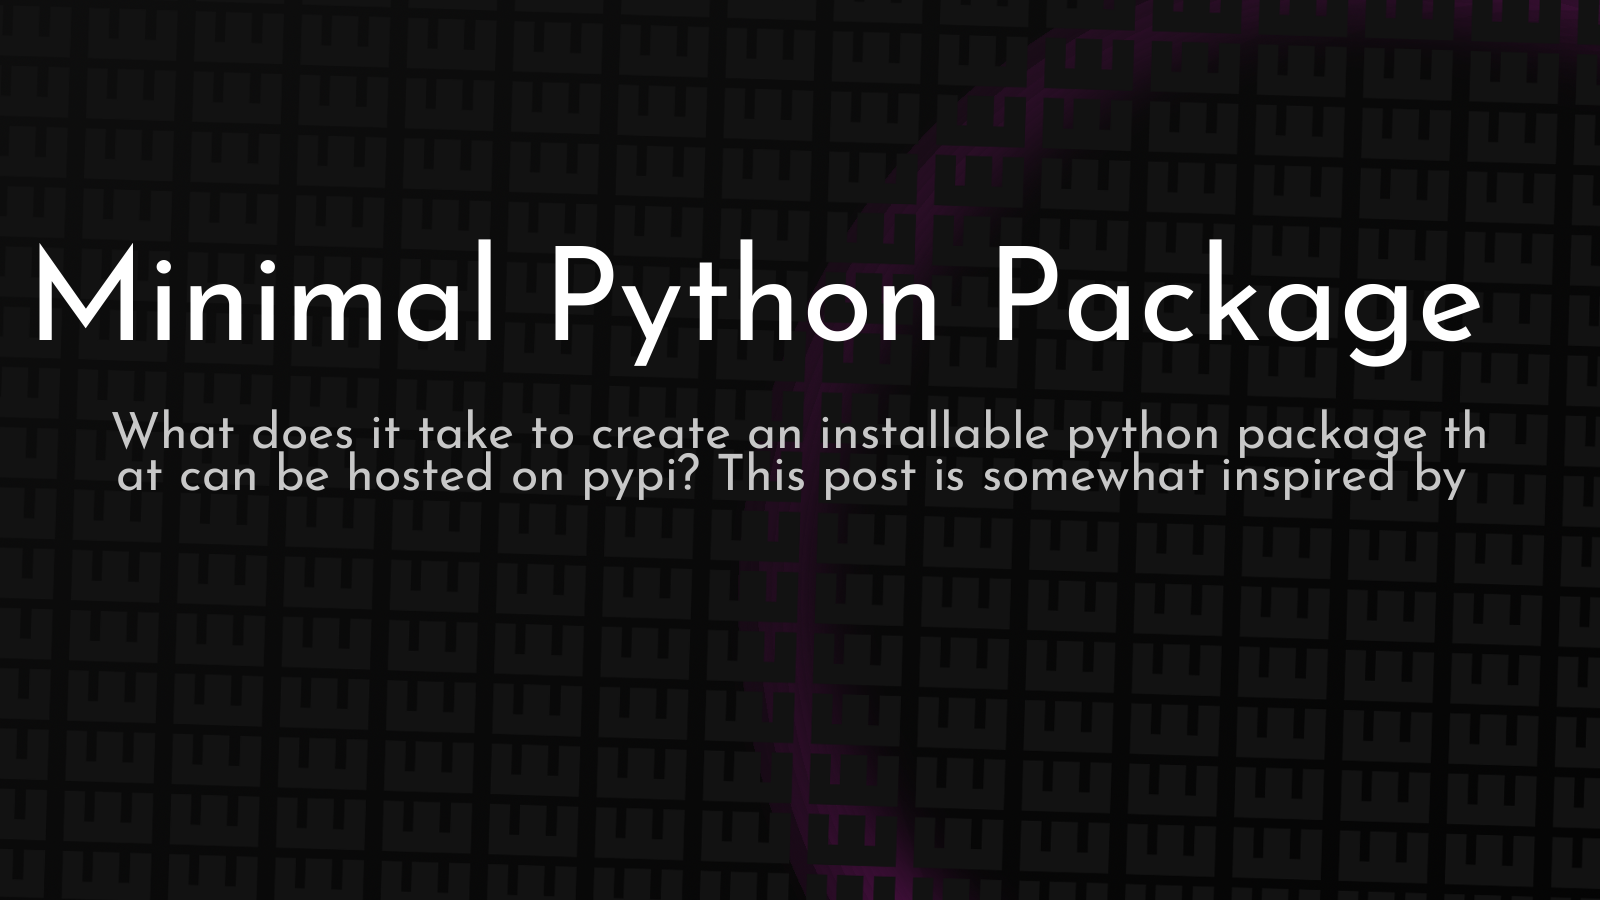 Minimal Python Package
What does it take to create an installable python package th
at can be hosted on pypi? This post is somewhat inspired by